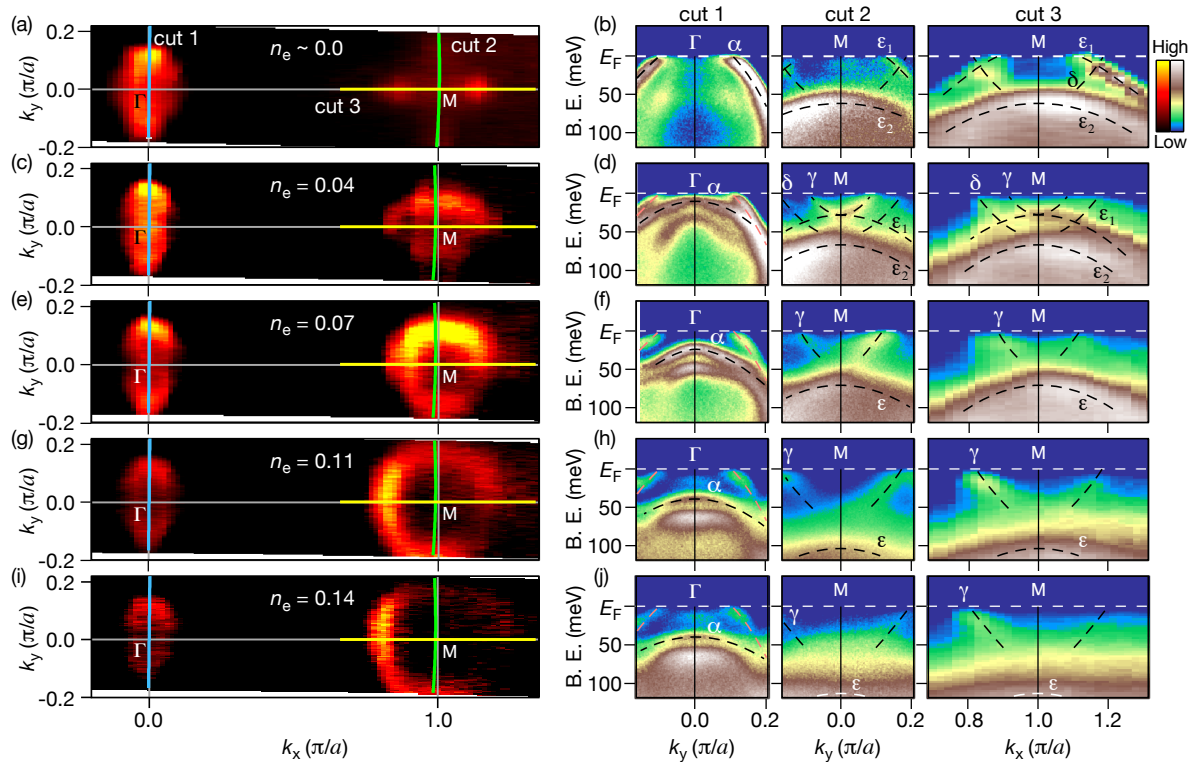 cut 1 cut 2 cut 3
(a) 0.2 cut 1 nₑ ~ 0.0 cut 2
k_y (π/a) 0.0 Γ cut 3 M
-0.2
(b) Γ α M ε₁ M ε₁ High
E_F
B. E. (meV) 50 δ
100 ε₂ ε₂ Low
(c) 0.2 nₑ = 0.04
k_y (π/a) 0.0 Γ M
-0.2
(d) Γ α δ γ M δ γ M
E_F
B. E. (meV) 50 ε₁ ε₁
100 ε₂ ε₂
(e) 0.2 nₑ = 0.07
k_y (π/a) 0.0 Γ M
-0.2
(f) Γ α M γ γ M
E_F
B. E. (meV) 50
100 ε ε
(g) 0.2 nₑ = 0.11
k_y (π/a) 0.0 Γ M
-0.2
(h) Γ γ M γ M
E_F α
B. E. (meV) 50
100 ε ε
(i) 0.2 nₑ = 0.14
k_y (π/a) 0.0 Γ M
-0.2
0.0 1.0
k_x (π/a)
(j) Γ M γ M
E_F α γ
B. E. (meV) 50
100 ε ε
0.0 0.2 0.0 0.2 0.8 1.0 1.2
k_y (π/a) k_y (π/a) k_x (π/a)